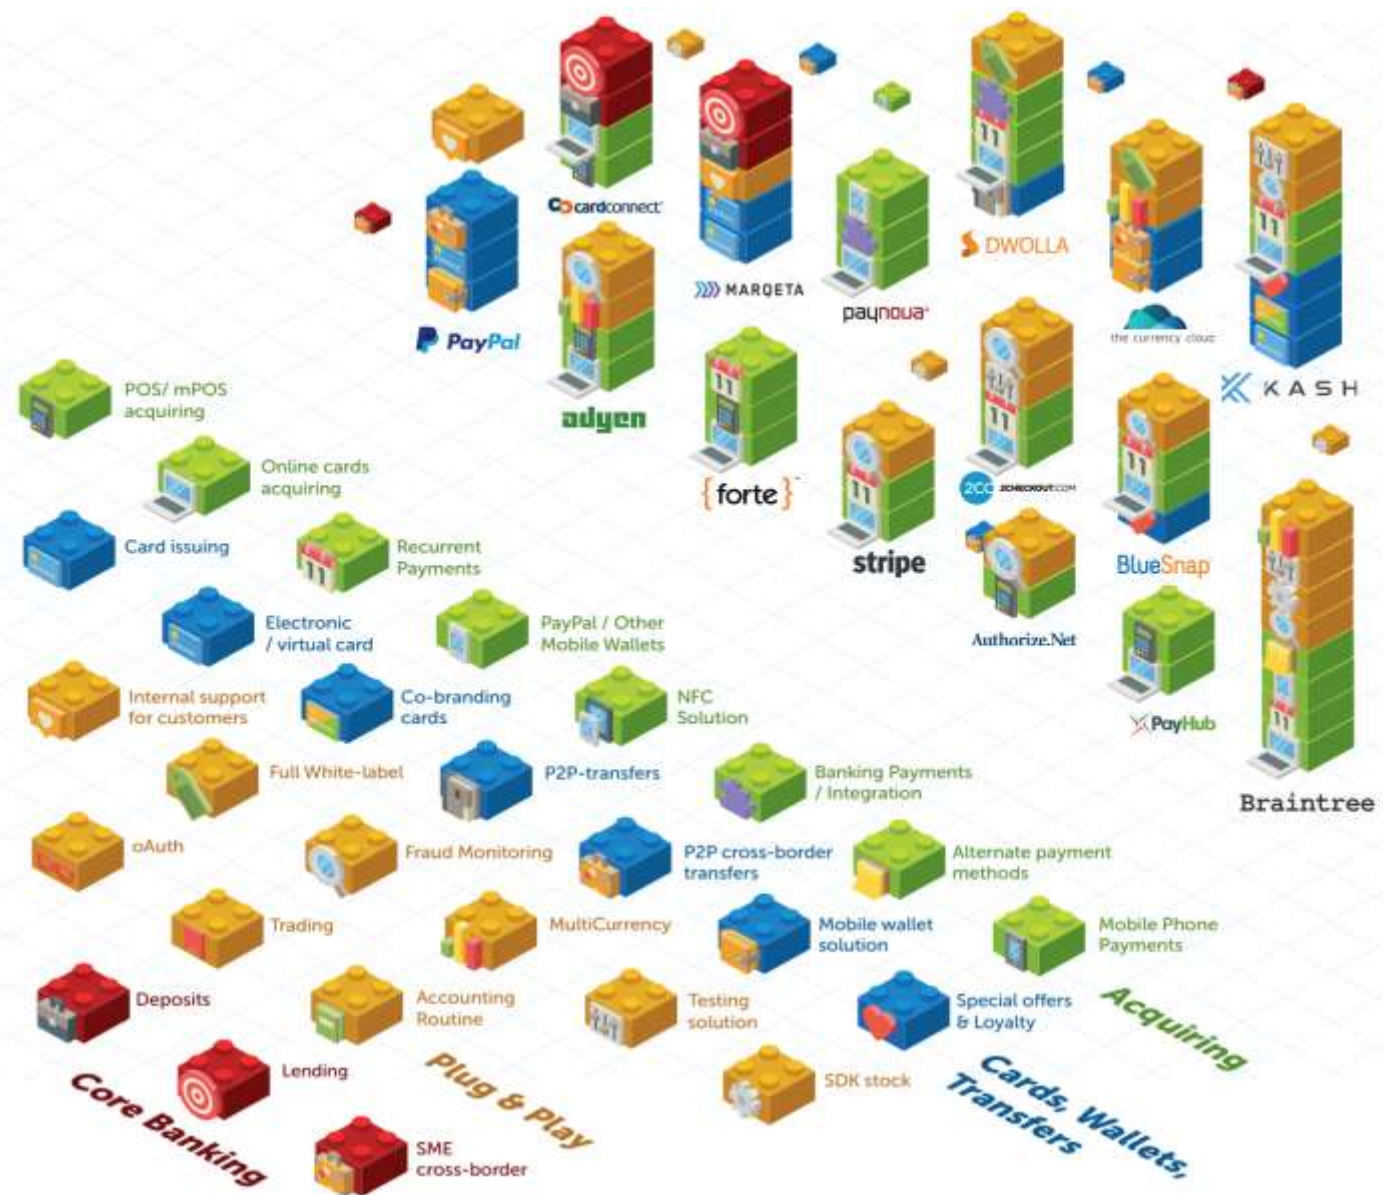 cardconnect
MARQETA
DWOLLA
paynova
the currency cloud
PayPal
adyen
KASH
{forte}
2CO 2CHECKOUT.COM
stripe
BlueSnap
Authorize.Net
PayHub
Braintree
POS/ mPOS
acquiring
Online cards
acquiring
Card issuing
Recurrent
Payments
Electronic
/ virtual card
PayPal / Other
Mobile Wallets
Internal support
for customers
Co-branding
cards
NFC
Solution
Full White-label
P2P-transfers
Banking Payments
/ Integration
oAuth
Fraud Monitoring
P2P cross-border
transfers
Alternate payment
methods
Trading
MultiCurrency
Mobile wallet
solution
Mobile Phone
Payments
Deposits
Accounting
Routine
Testing
solution
Special offers
& Loyalty
Lending
SDK stock
SME
cross-border
Core Banking
Plug & Play
Cards, Wallets,
Transfers
Acquiring